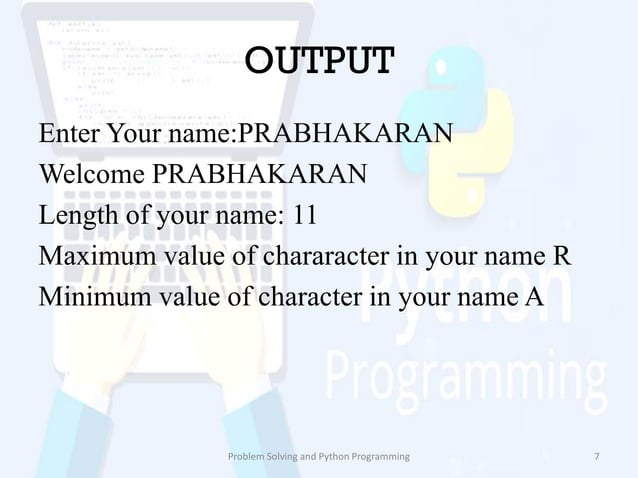 OUTPUT
Enter Your name:PRABHAKARAN
Welcome PRABHAKARAN
Length of your name: 11
Maximum value of chararacter in your name R
Minimum value of character in your name A
Python
Programming
Problem Solving and Python Programming 7